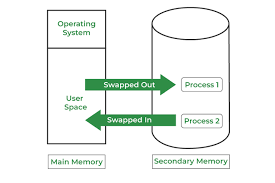 Operating
System
Swapped Out
Process 1
User
Space
Swapped In
Process 2
Main Memory
Secondary Memory